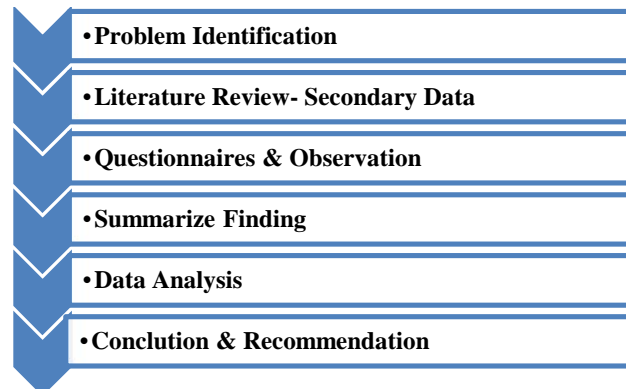 •Problem Identification
•Literature Review- Secondary Data
•Questionnaires & Observation
•Summarize Finding
•Data Analysis
•Conclution & Recommendation